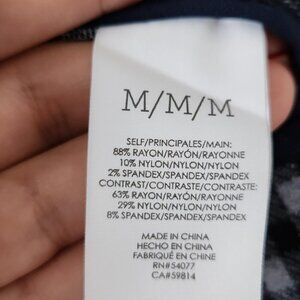 M/M/M
SELF/PRINCIPALES/MAIN:
88% RAYON/RAYÓN/RAYONNE
10% NYLON/NYLON/NYLON
2% SPANDEX/SPANDEX/SPANDEX
CONTRAST/CONTRASTE/CONTRASTE:
63% RAYON/RAYÓN/RAYONNE
29% NYLON/NYLON/NYLON
8% SPANDEX/SPANDEX/SPANDEX
MADE IN CHINA
HECHO EN CHINA
FABRIQUÉ EN CHINE
RN#54077
CA#59814